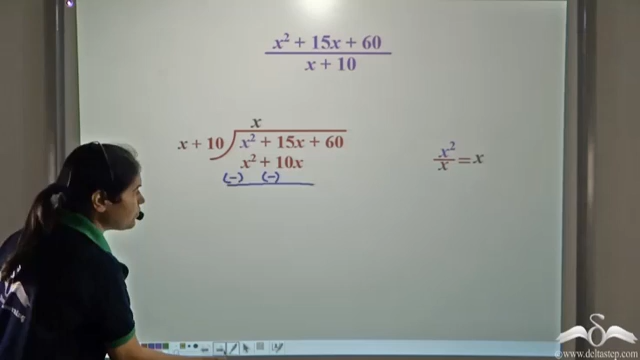 x² + 15x + 60
x + 10
x
x + 10 x² + 15x + 60
x² + 10x
(−) (−)
x²/x = x
www.deltastep.com